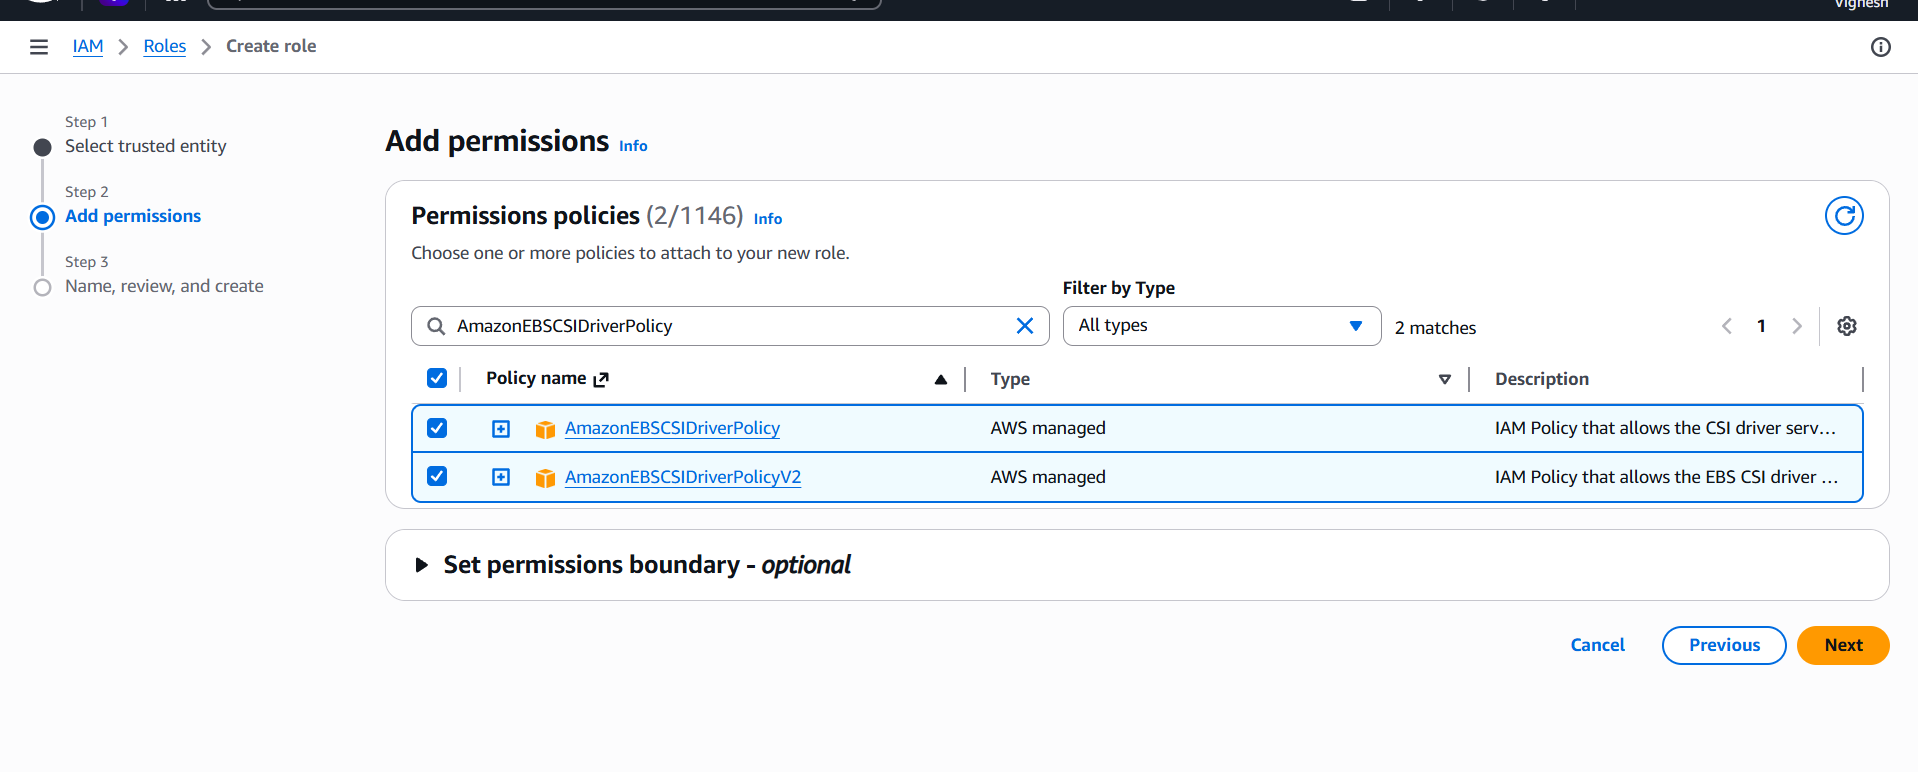 Vignesh
IAM > Roles > Create role
Step 1
Select trusted entity
Step 2
Add permissions
Step 3
Name, review, and create
Add permissions Info
Permissions policies (2/1146) Info
Choose one or more policies to attach to your new role.
Filter by Type
AmazonEBSCSIDriverPolicy All types 2 matches 1
Policy name Type Description
AmazonEBSCSIDriverPolicy AWS managed IAM Policy that allows the CSI driver serv…
AmazonEBSCSIDriverPolicyV2 AWS managed IAM Policy that allows the EBS CSI driver …
Set permissions boundary - optional
Cancel Previous Next